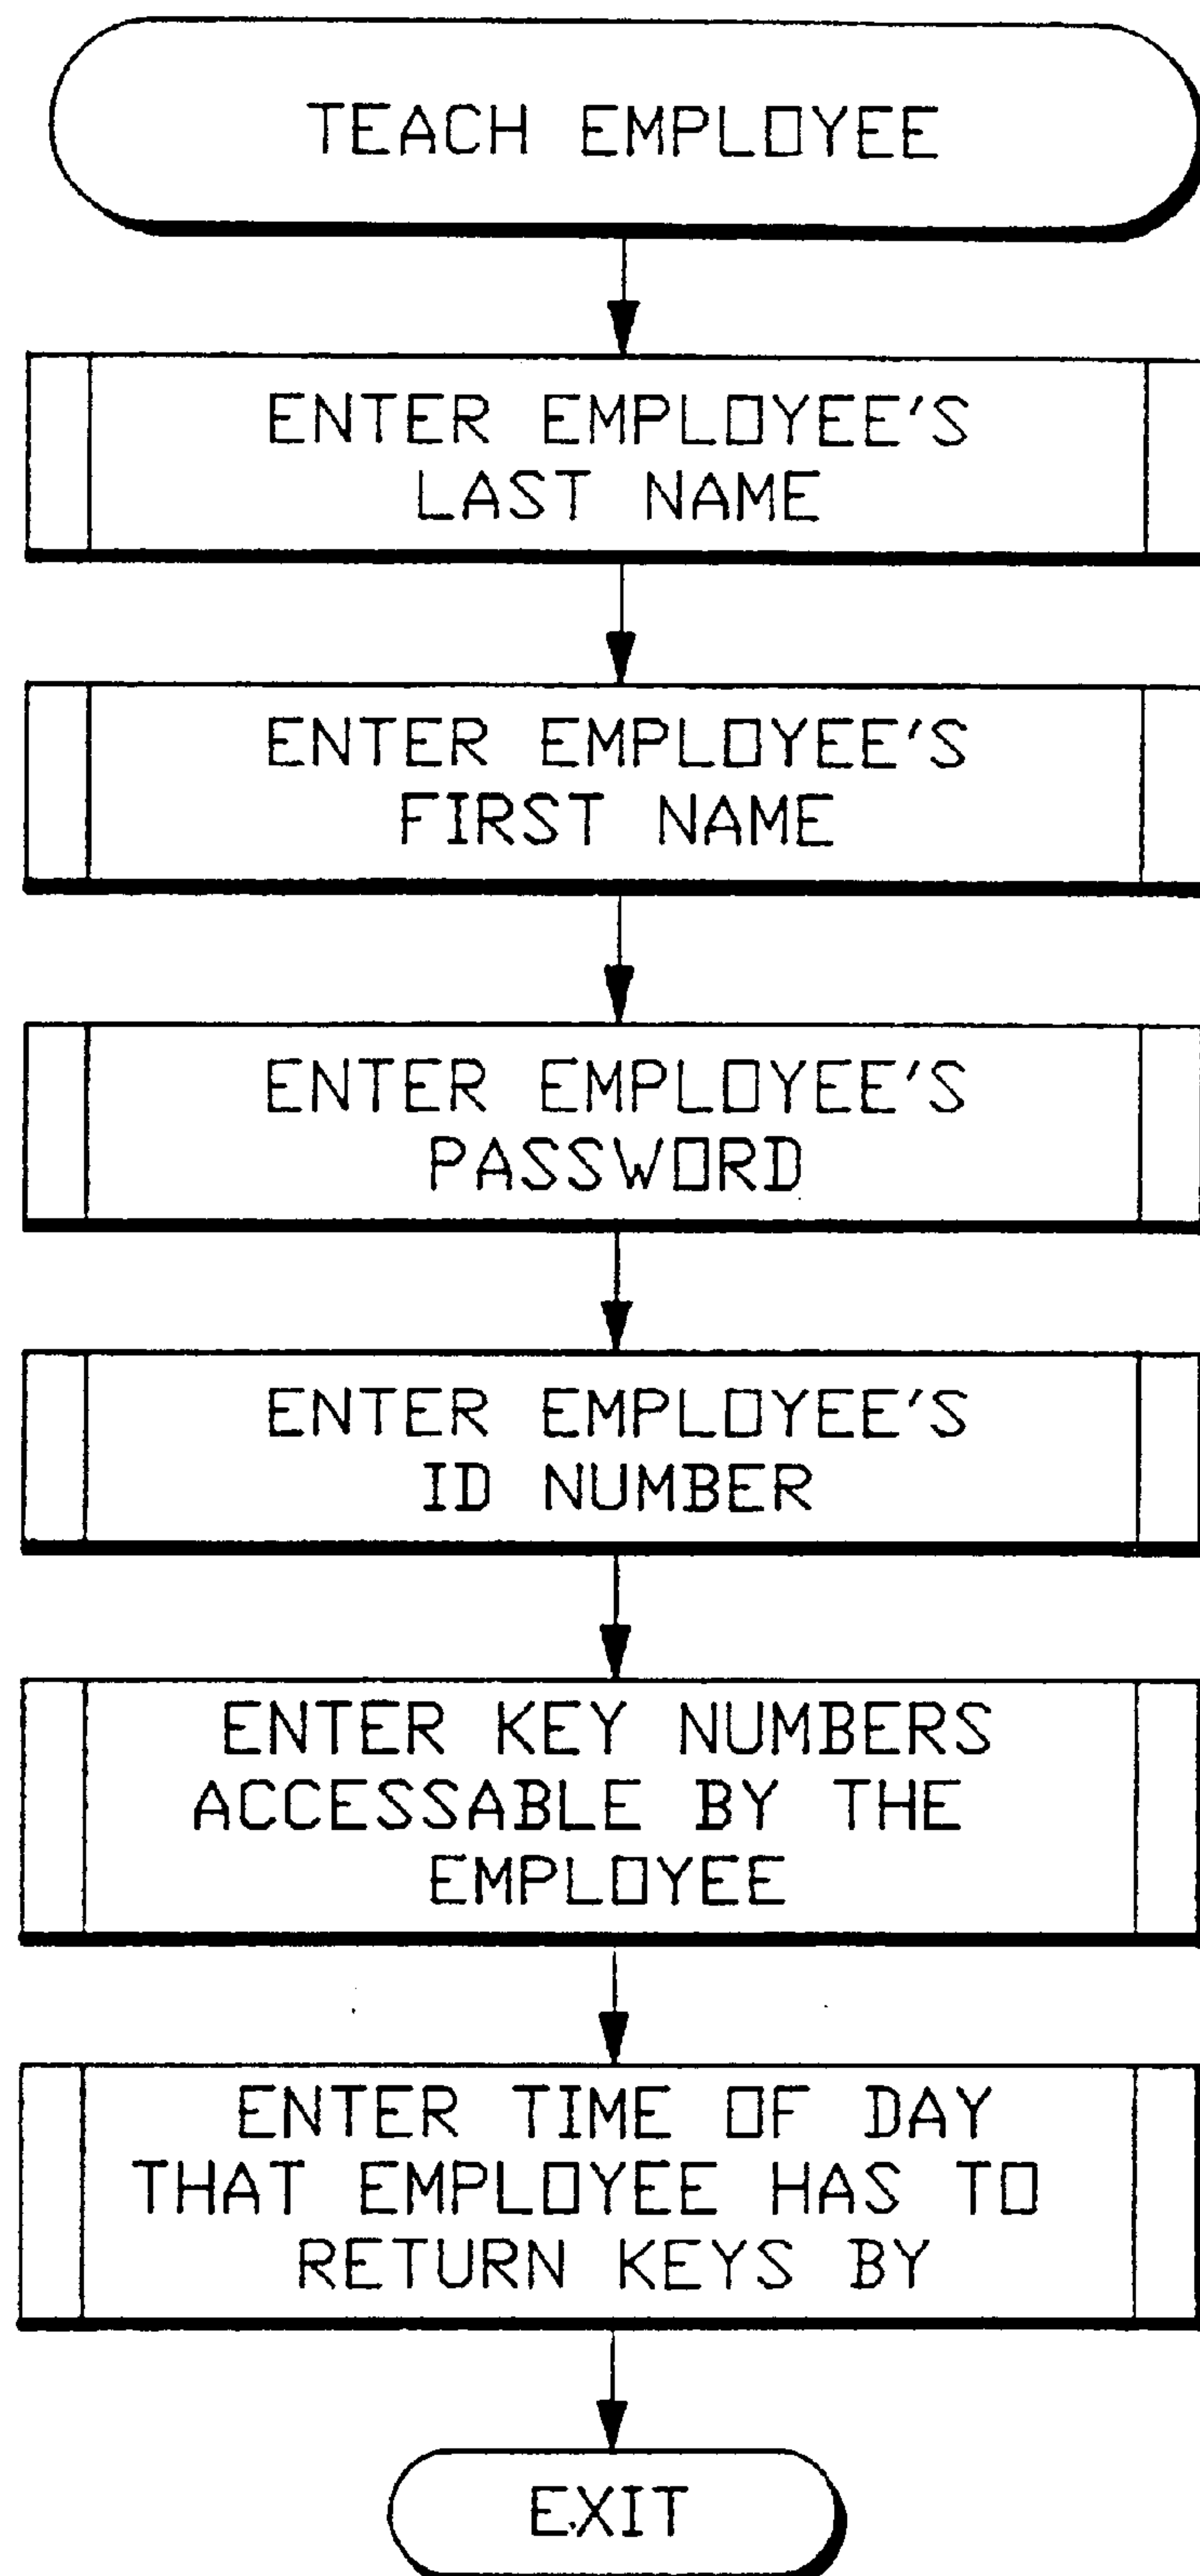 TEACH EMPLOYEE
ENTER EMPLOYEE'S
LAST NAME
ENTER EMPLOYEE'S
FIRST NAME
ENTER EMPLOYEE'S
PASSWORD
ENTER EMPLOYEE'S
ID NUMBER
ENTER KEY NUMBERS
ACCESSABLE BY THE
EMPLOYEE
ENTER TIME OF DAY
THAT EMPLOYEE HAS TO
RETURN KEYS BY
EXIT